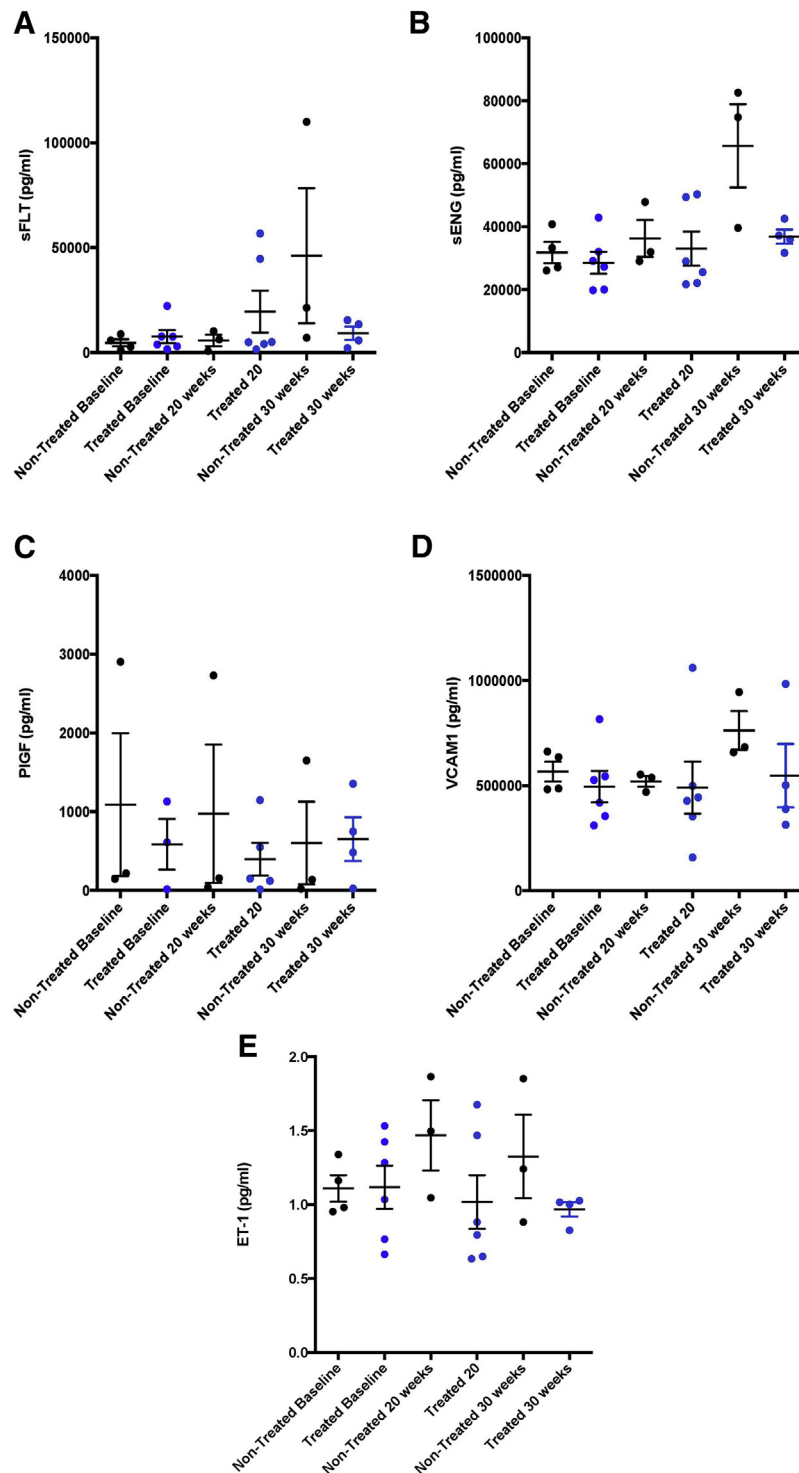 A
150000
100000
50000
0
sFLT (pg/ml)
Non-Treated Baseline
Treated Baseline
Non-Treated 20 weeks
Treated 20
Non-Treated 30 weeks
Treated 30 weeks
B
100000
80000
60000
40000
20000
0
sENG (pg/ml)
Non-Treated Baseline
Treated Baseline
Non-Treated 20 weeks
Treated 20
Non-Treated 30 weeks
Treated 30 weeks
C
4000
3000
2000
1000
0
PlGF (pg/ml)
Non-Treated Baseline
Treated Baseline
Non-Treated 20 weeks
Treated 20
Non-Treated 30 weeks
Treated 30 weeks
D
1500000
1000000
500000
0
VCAM1 (pg/ml)
Non-Treated Baseline
Treated Baseline
Non-Treated 20 weeks
Treated 20
Non-Treated 30 weeks
Treated 30 weeks
E
2.0
1.5
1.0
0.5
0.0
ET-1 (pg/ml)
Non-Treated Baseline
Treated Baseline
Non-Treated 20 weeks
Treated 20
Non-Treated 30 weeks
Treated 30 weeks